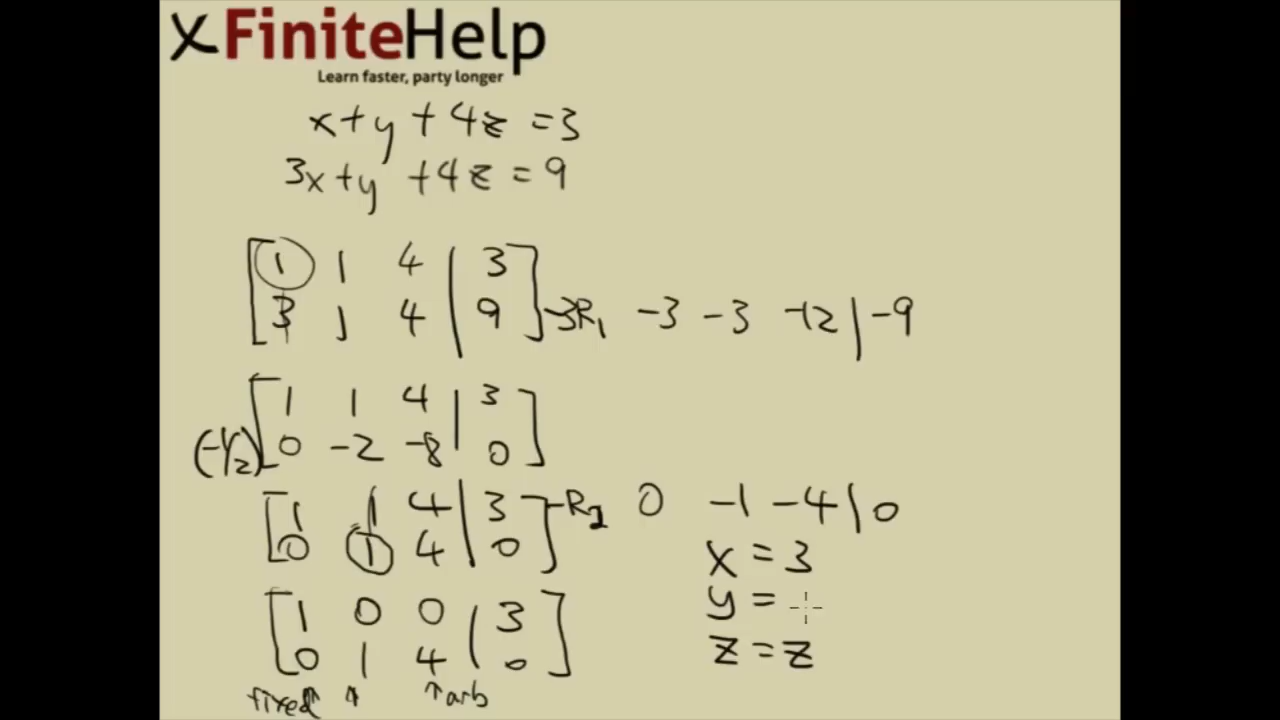 xFiniteHelp
Learn faster, party longer
x+y+4z=3
3x+y+4z=9
[1 1 4 | 3]
[3 1 4 | 9] -3R₁ -3 -3 -12 | -9
[1 1 4 | 3]
(-1/2) [0 -2 -8 | 0]
[1 1 4 | 3] -R₂ 0 -1 -4 | 0
[0 1 4 | 0]
x = 3
y =
z = z
[1 0 0 | 3]
[0 1 4 | 0]
fixed↑ ↑ ↑arb